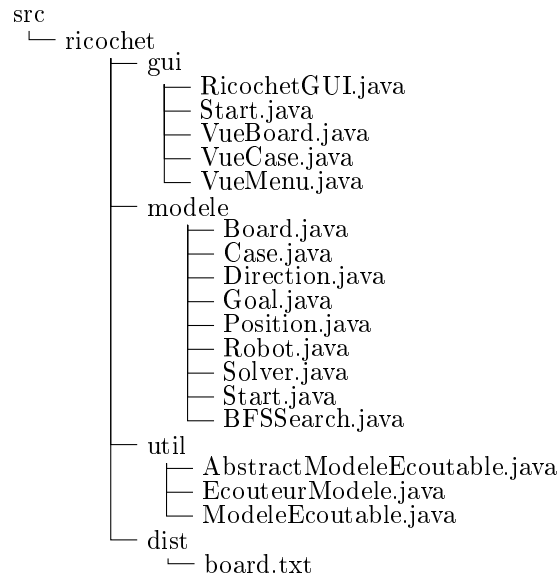 src
ricochet
gui
RicochetGUI.java
Start.java
VueBoard.java
VueCase.java
VueMenu.java
modele
Board.java
Case.java
Direction.java
Goal.java
Position.java
Robot.java
Solver.java
Start.java
BFSSearch.java
util
AbstractModeleEcoutable.java
EcouteurModele.java
ModeleEcoutable.java
dist
board.txt